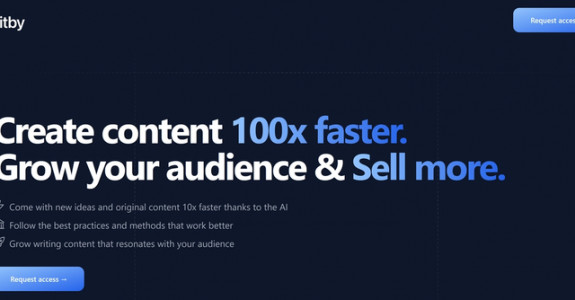 itby
Request acces
Create content 100x faster.
Grow your audience & Sell more.
Come with new ideas and original content 10x faster thanks to the AI
Follow the best practices and methods that work better
Grow writing content that resonates with your audience
Request access →